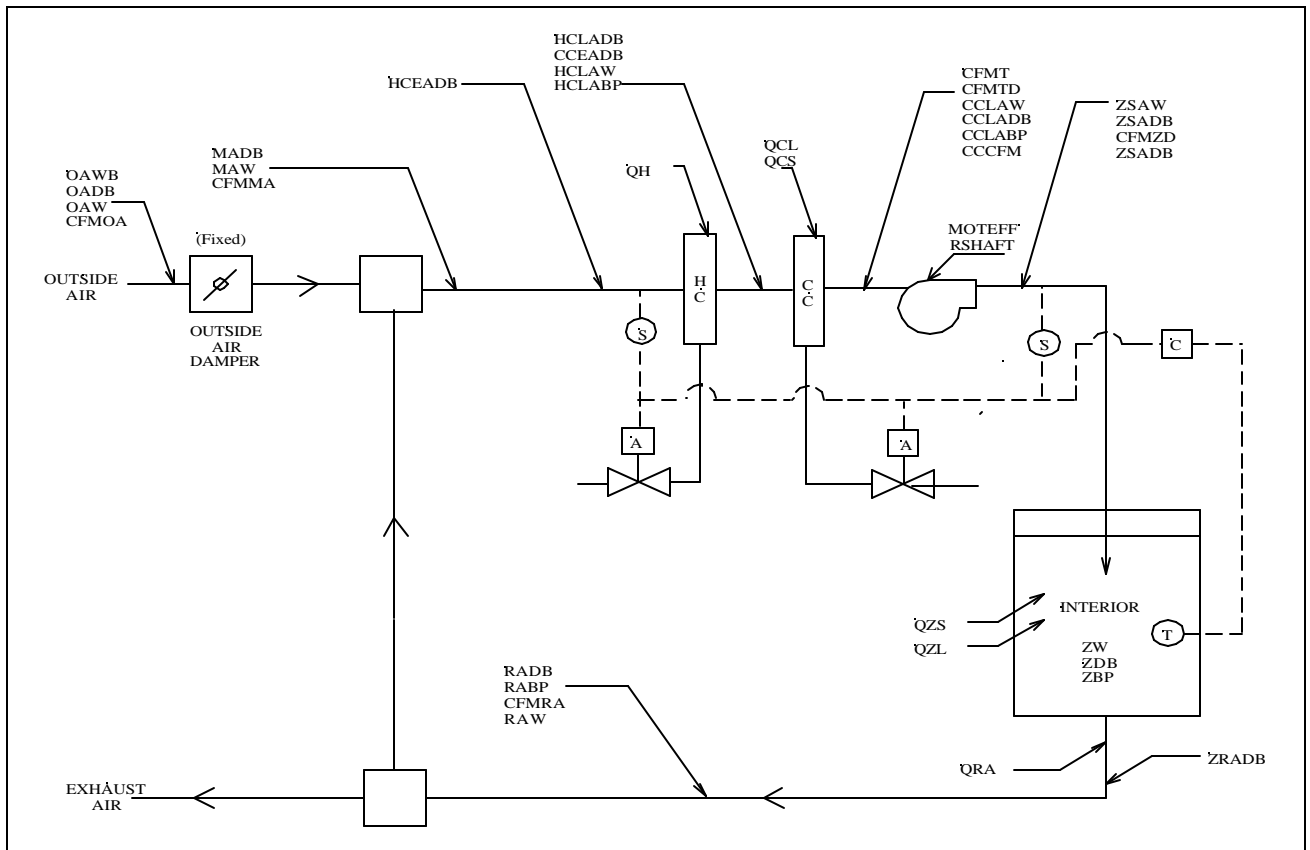 HCLADB
CCEADB
HCLAW
HCLABP
HCEADB
CFMT
CFMTD
CCLAW
CCLADB
CCLABP
CCCFM
ZSAW
ZSADB
CFMZD
ZSADB
MADB
MAW
CFMMA
QH
QCL
QCS
OAWB
OADB
OAW
CFMOA
(Fixed)
MOTEFF
RSHAFT
OUTSIDE
AIR
HC
CC
OUTSIDE
AIR
DAMPER
S
S
C
A
A
INTERIOR
QZS
QZL
T
ZW
ZDB
ZBP
RADB
RABP
CFMRA
RAW
QRA
ZRADB
EXHAUST
AIR